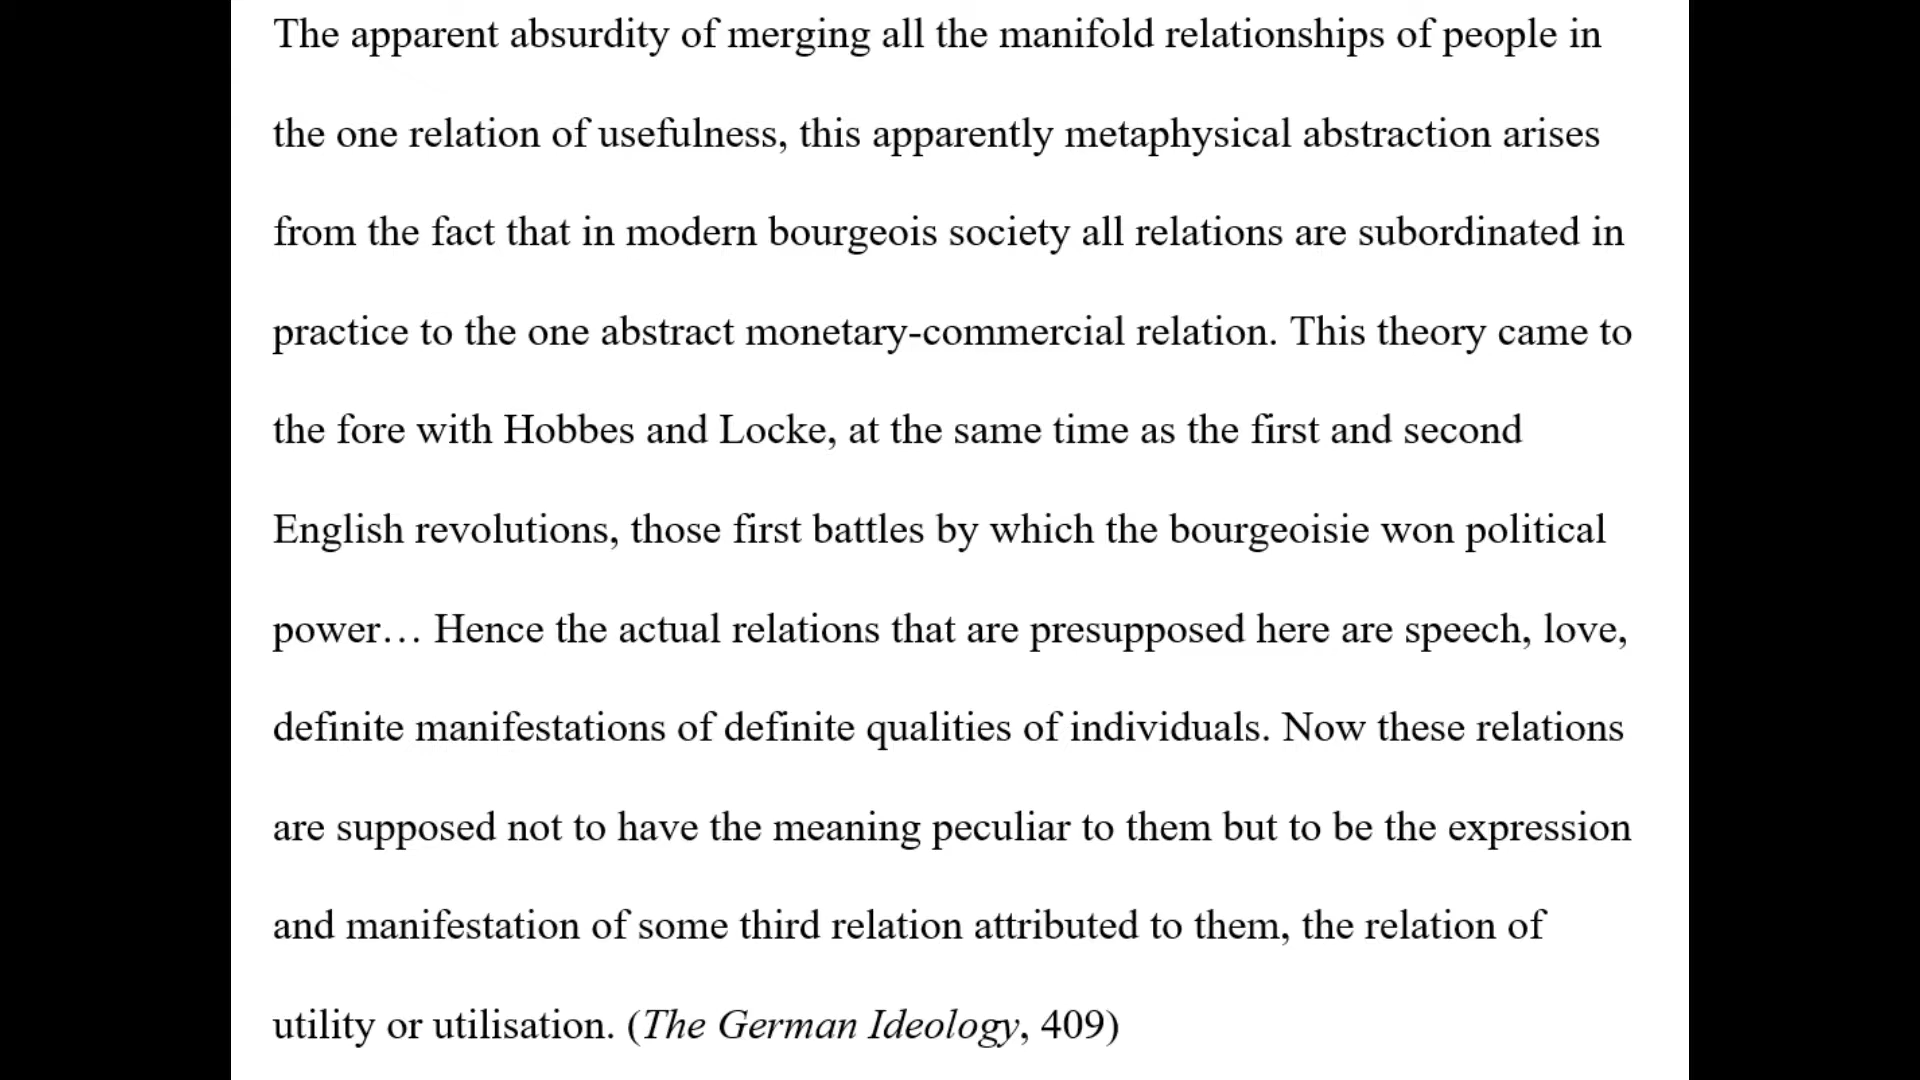 The apparent absurdity of merging all the manifold relationships of people in
the one relation of usefulness, this apparently metaphysical abstraction arises
from the fact that in modern bourgeois society all relations are subordinated in
practice to the one abstract monetary-commercial relation. This theory came to
the fore with Hobbes and Locke, at the same time as the first and second
English revolutions, those first battles by which the bourgeoisie won political
power… Hence the actual relations that are presupposed here are speech, love,
definite manifestations of definite qualities of individuals. Now these relations
are supposed not to have the meaning peculiar to them but to be the expression
and manifestation of some third relation attributed to them, the relation of
utility or utilisation. (The German Ideology, 409)